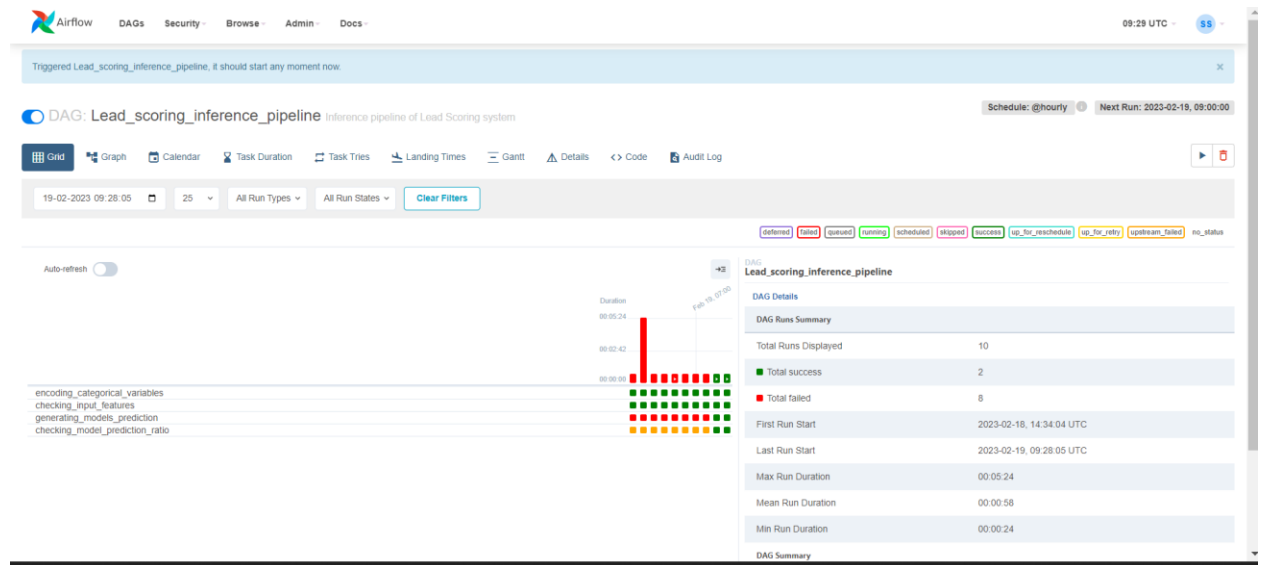 Airflow DAGs Security Browse Admin Docs 09:29 UTC SS
Triggered Lead_scoring_inference_pipeline, it should start any moment now. ×
DAG: Lead_scoring_inference_pipeline Inference pipeline of Lead Scoring system
Schedule: @hourly i Next Run: 2023-02-19, 09:00:00
Grid Graph Calendar Task Duration Task Tries Landing Times Gantt Details <> Code Audit Log
19-02-2023 09:28:05 25 All Run Types All Run States Clear Filters
deferred failed queued running scheduled skipped success up_for_reschedule up_for_retry upstream_failed no_status
Auto-refresh
Duration
Feb 19, 07:00
00:05:24
00:02:42
00:00:00
encoding_categorical_variables
checking_input_features
generating_models_prediction
checking_model_prediction_ratio
DAG
Lead_scoring_inference_pipeline
DAG Details
DAG Runs Summary
Total Runs Displayed 10
Total success 2
Total failed 8
First Run Start 2023-02-18, 14:34:04 UTC
Last Run Start 2023-02-19, 09:28:05 UTC
Max Run Duration 00:05:24
Mean Run Duration 00:00:58
Min Run Duration 00:00:24
DAG Summary